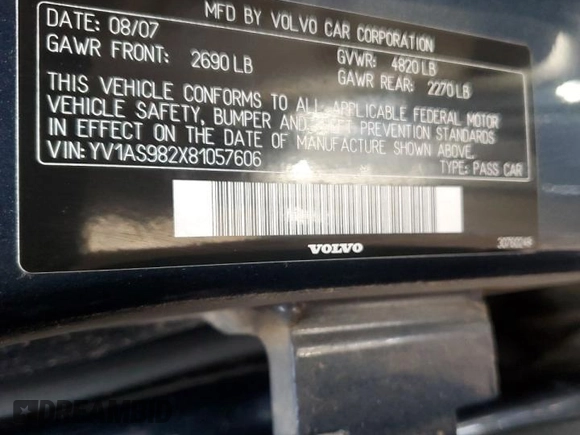 MFD BY VOLVO CAR CORPORATION
DATE: 08/07 GVWR: 4820 LB
GAWR FRONT: 2690 LB GAWR REAR: 2270 LB
THIS VEHICLE CONFORMS TO ALL APPLICABLE FEDERAL MOTOR
VEHICLE SAFETY, BUMPER AND THEFT PREVENTION STANDARDS
IN EFFECT ON THE DATE OF MANUFACTURE SHOWN ABOVE.
VIN: YV1AS982X81057606 TYPE: PASS CAR
VOLVO
DREAMBID